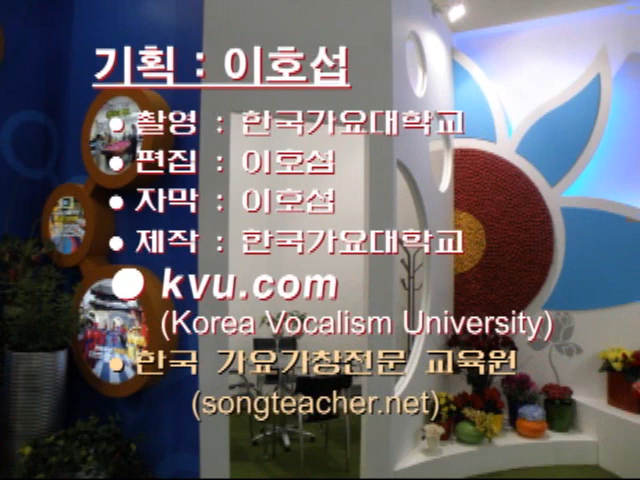 기획 : 이호섭
● 촬영 : 한국가요대학교
● 편집 : 이호섭
● 자막 : 이호섭
● 제작 : 한국가요대학교
● kvu.com
(Korea Vocalism University)
● 한국 가요가창전문 교육원
(songteacher.net)